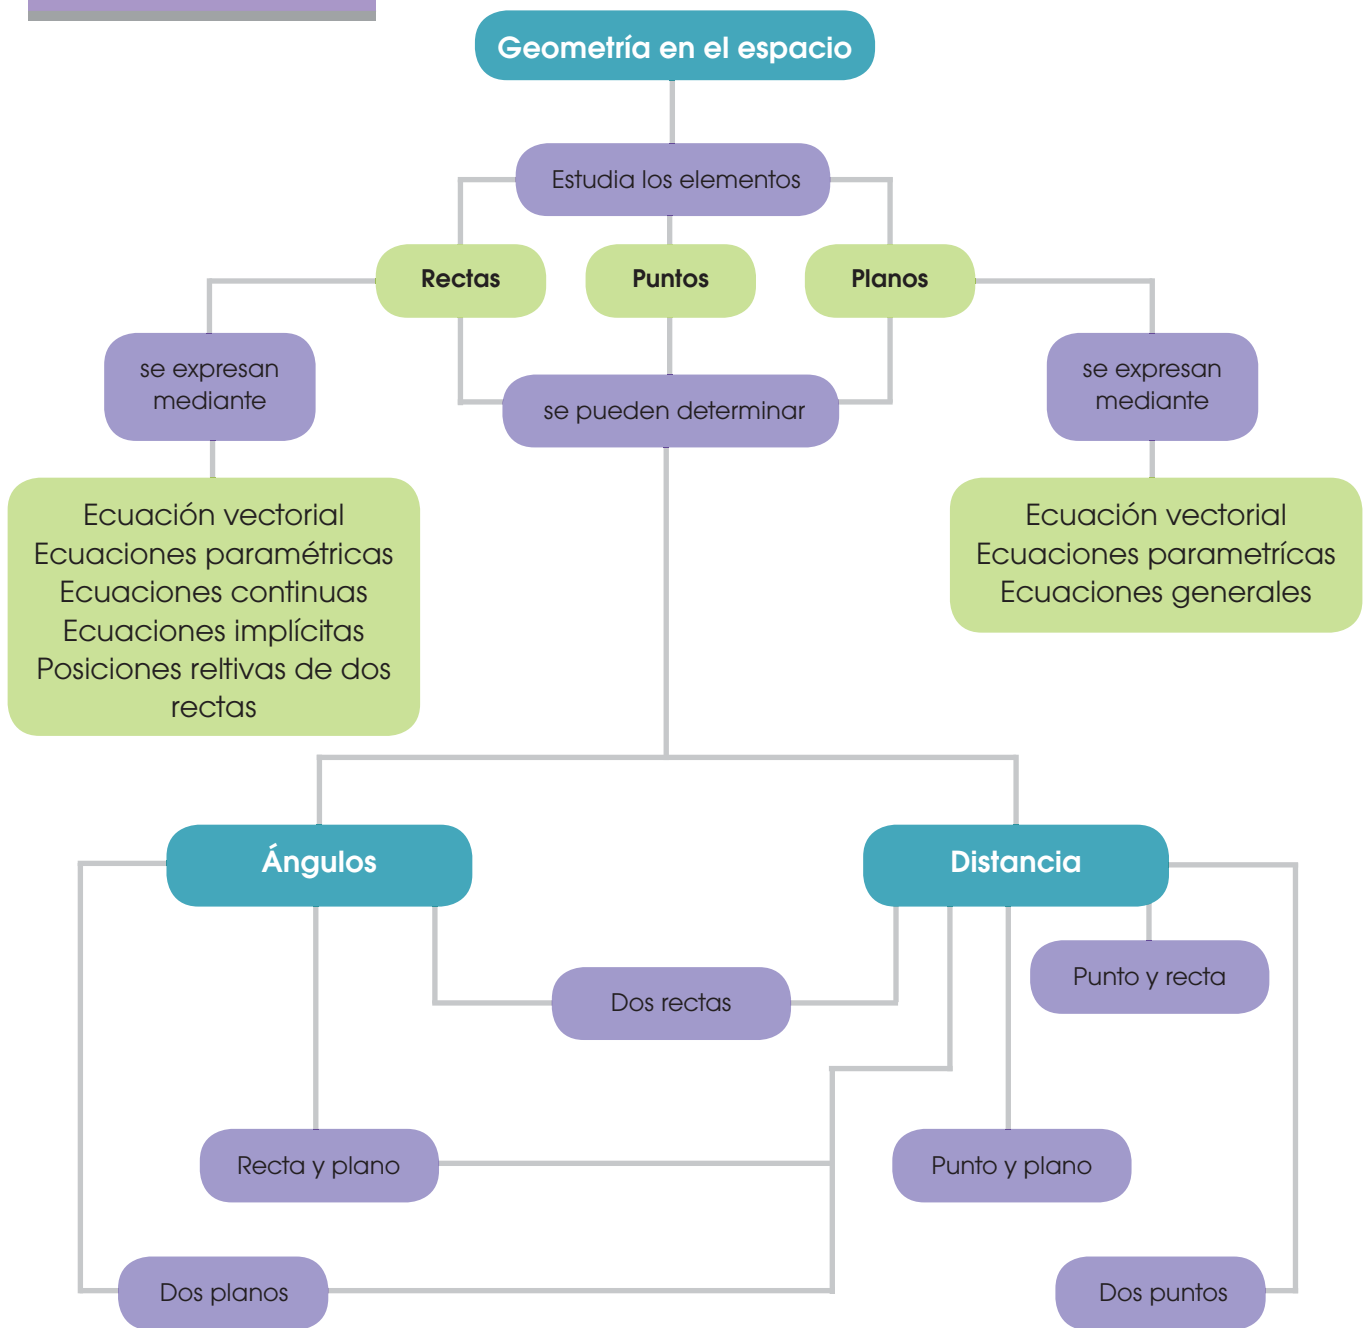 Geometría en el espacio
Estudia los elementos
Rectas
Puntos
Planos
se expresan
mediante
se pueden determinar
se expresan
mediante
Ecuación vectorial
Ecuaciones paramétricas
Ecuaciones continuas
Ecuaciones implícitas
Posiciones reltivas de dos
rectas
Ecuación vectorial
Ecuaciones parametrícas
Ecuaciones generales
Ángulos
Distancia
Dos rectas
Punto y recta
Recta y plano
Punto y plano
Dos planos
Dos puntos